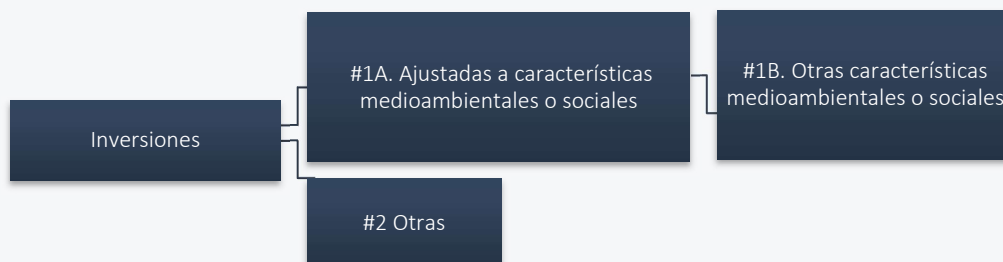 Inversiones
#1A. Ajustadas a características
medioambientales o sociales
#1B. Otras características
medioambientales o sociales
#2 Otras